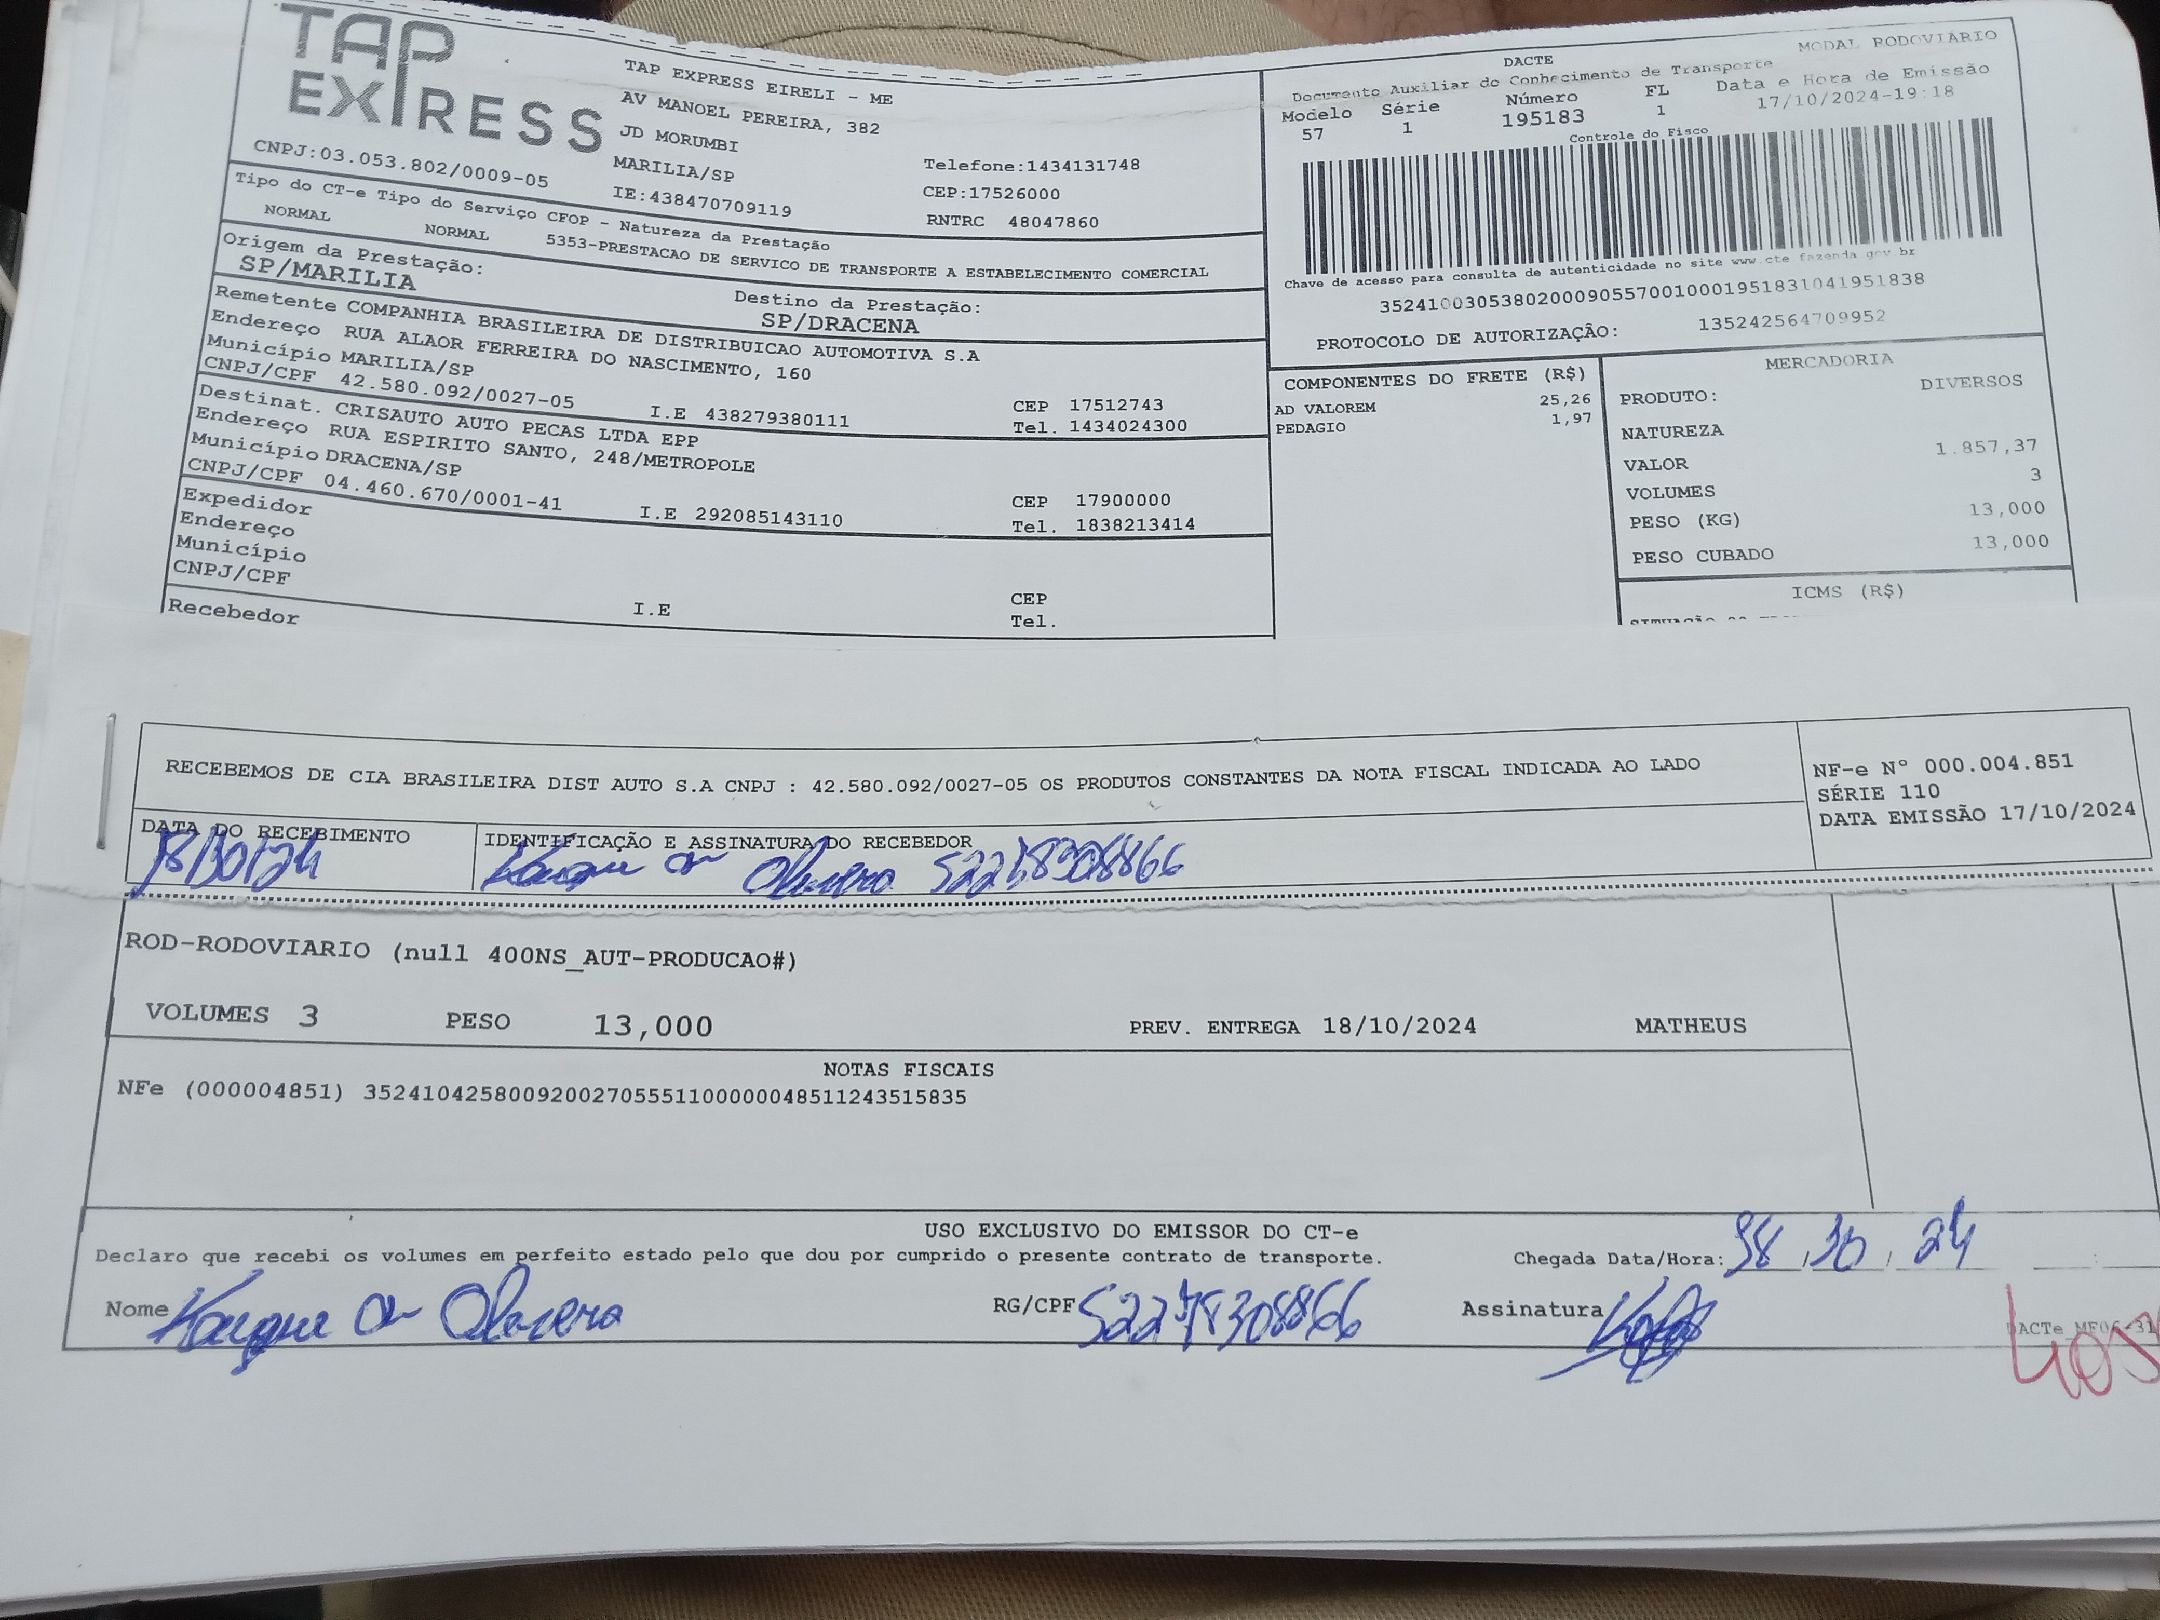 TAP
EXPRESS
TAP EXPRESS EIRELI - ME
AV MANOEL PEREIRA, 382
JD MORUMBI
MARILIA/SP
IE:438470709119
Telefone:1434131748
CEP:17526000
RNTRC 48047860
CNPJ:03.053.802/0009-05
DACTE
MODAL RODOVIÁRIO
Documento Auxiliar do Conhecimento de Transporte
Modelo Série Número FL Data e Hora de Emissão
57 1 195183 1 17/10/2024-19:18
Controle do Fisco
Chave de acesso para consulta de autenticidade no site www.cte.fazenda.gov.br
35241003053802000905570010001951831041951838
PROTOCOLO DE AUTORIZAÇÃO: 135242564709952
Tipo do CT-e Tipo do Serviço CFOP - Natureza da Prestação
NORMAL NORMAL 5353-PRESTACAO DE SERVICO DE TRANSPORTE A ESTABELECIMENTO COMERCIAL
Origem da Prestação: Destino da Prestação:
SP/MARILIA SP/DRACENA
Remetente COMPANHIA BRASILEIRA DE DISTRIBUICAO AUTOMOTIVA S.A
Endereço RUA ALAOR FERREIRA DO NASCIMENTO, 160
Município MARILIA/SP CEP 17512743
CNPJ/CPF 42.580.092/0027-05 I.E 438279380111 Tel. 1434024300
Destinat. CRISAUTO AUTO PECAS LTDA EPP
Endereço RUA ESPIRITO SANTO, 248/METROPOLE
Município DRACENA/SP CEP 17900000
CNPJ/CPF 04.460.670/0001-41 I.E 292085143110 Tel. 1838213414
Expedidor
Endereço
Município CEP
CNPJ/CPF I.E Tel.
Recebedor
COMPONENTES DO FRETE (R$)
AD VALOREM 25,26
PEDAGIO 1,97
MERCADORIA
PRODUTO: DIVERSOS
NATUREZA
VALOR 1.857,37
VOLUMES 3
PESO (KG) 13,000
PESO CUBADO 13,000
ICMS (R$)
RECEBEMOS DE CIA BRASILEIRA DIST AUTO S.A CNPJ : 42.580.092/0027-05 OS PRODUTOS CONSTANTES DA NOTA FISCAL INDICADA AO LADO
NF-e Nº 000.004.851
SÉRIE 110
DATA EMISSÃO 17/10/2024
DATA DO RECEBIMENTO IDENTIFICAÇÃO E ASSINATURA DO RECEBEDOR
18/10/24 52278308866
ROD-RODOVIARIO (null 400NS_AUT-PRODUCAO#)
VOLUMES 3 PESO 13,000 PREV. ENTREGA 18/10/2024 MATHEUS
NOTAS FISCAIS
NFe (000004851) 35241042580092002705551100000048511243515835
USO EXCLUSIVO DO EMISSOR DO CT-e
Declaro que recebi os volumes em perfeito estado pelo que dou por cumprido o presente contrato de transporte. Chegada Data/Hora: 18 / 10 / 24
Nome RG/CPF 52278308866 Assinatura